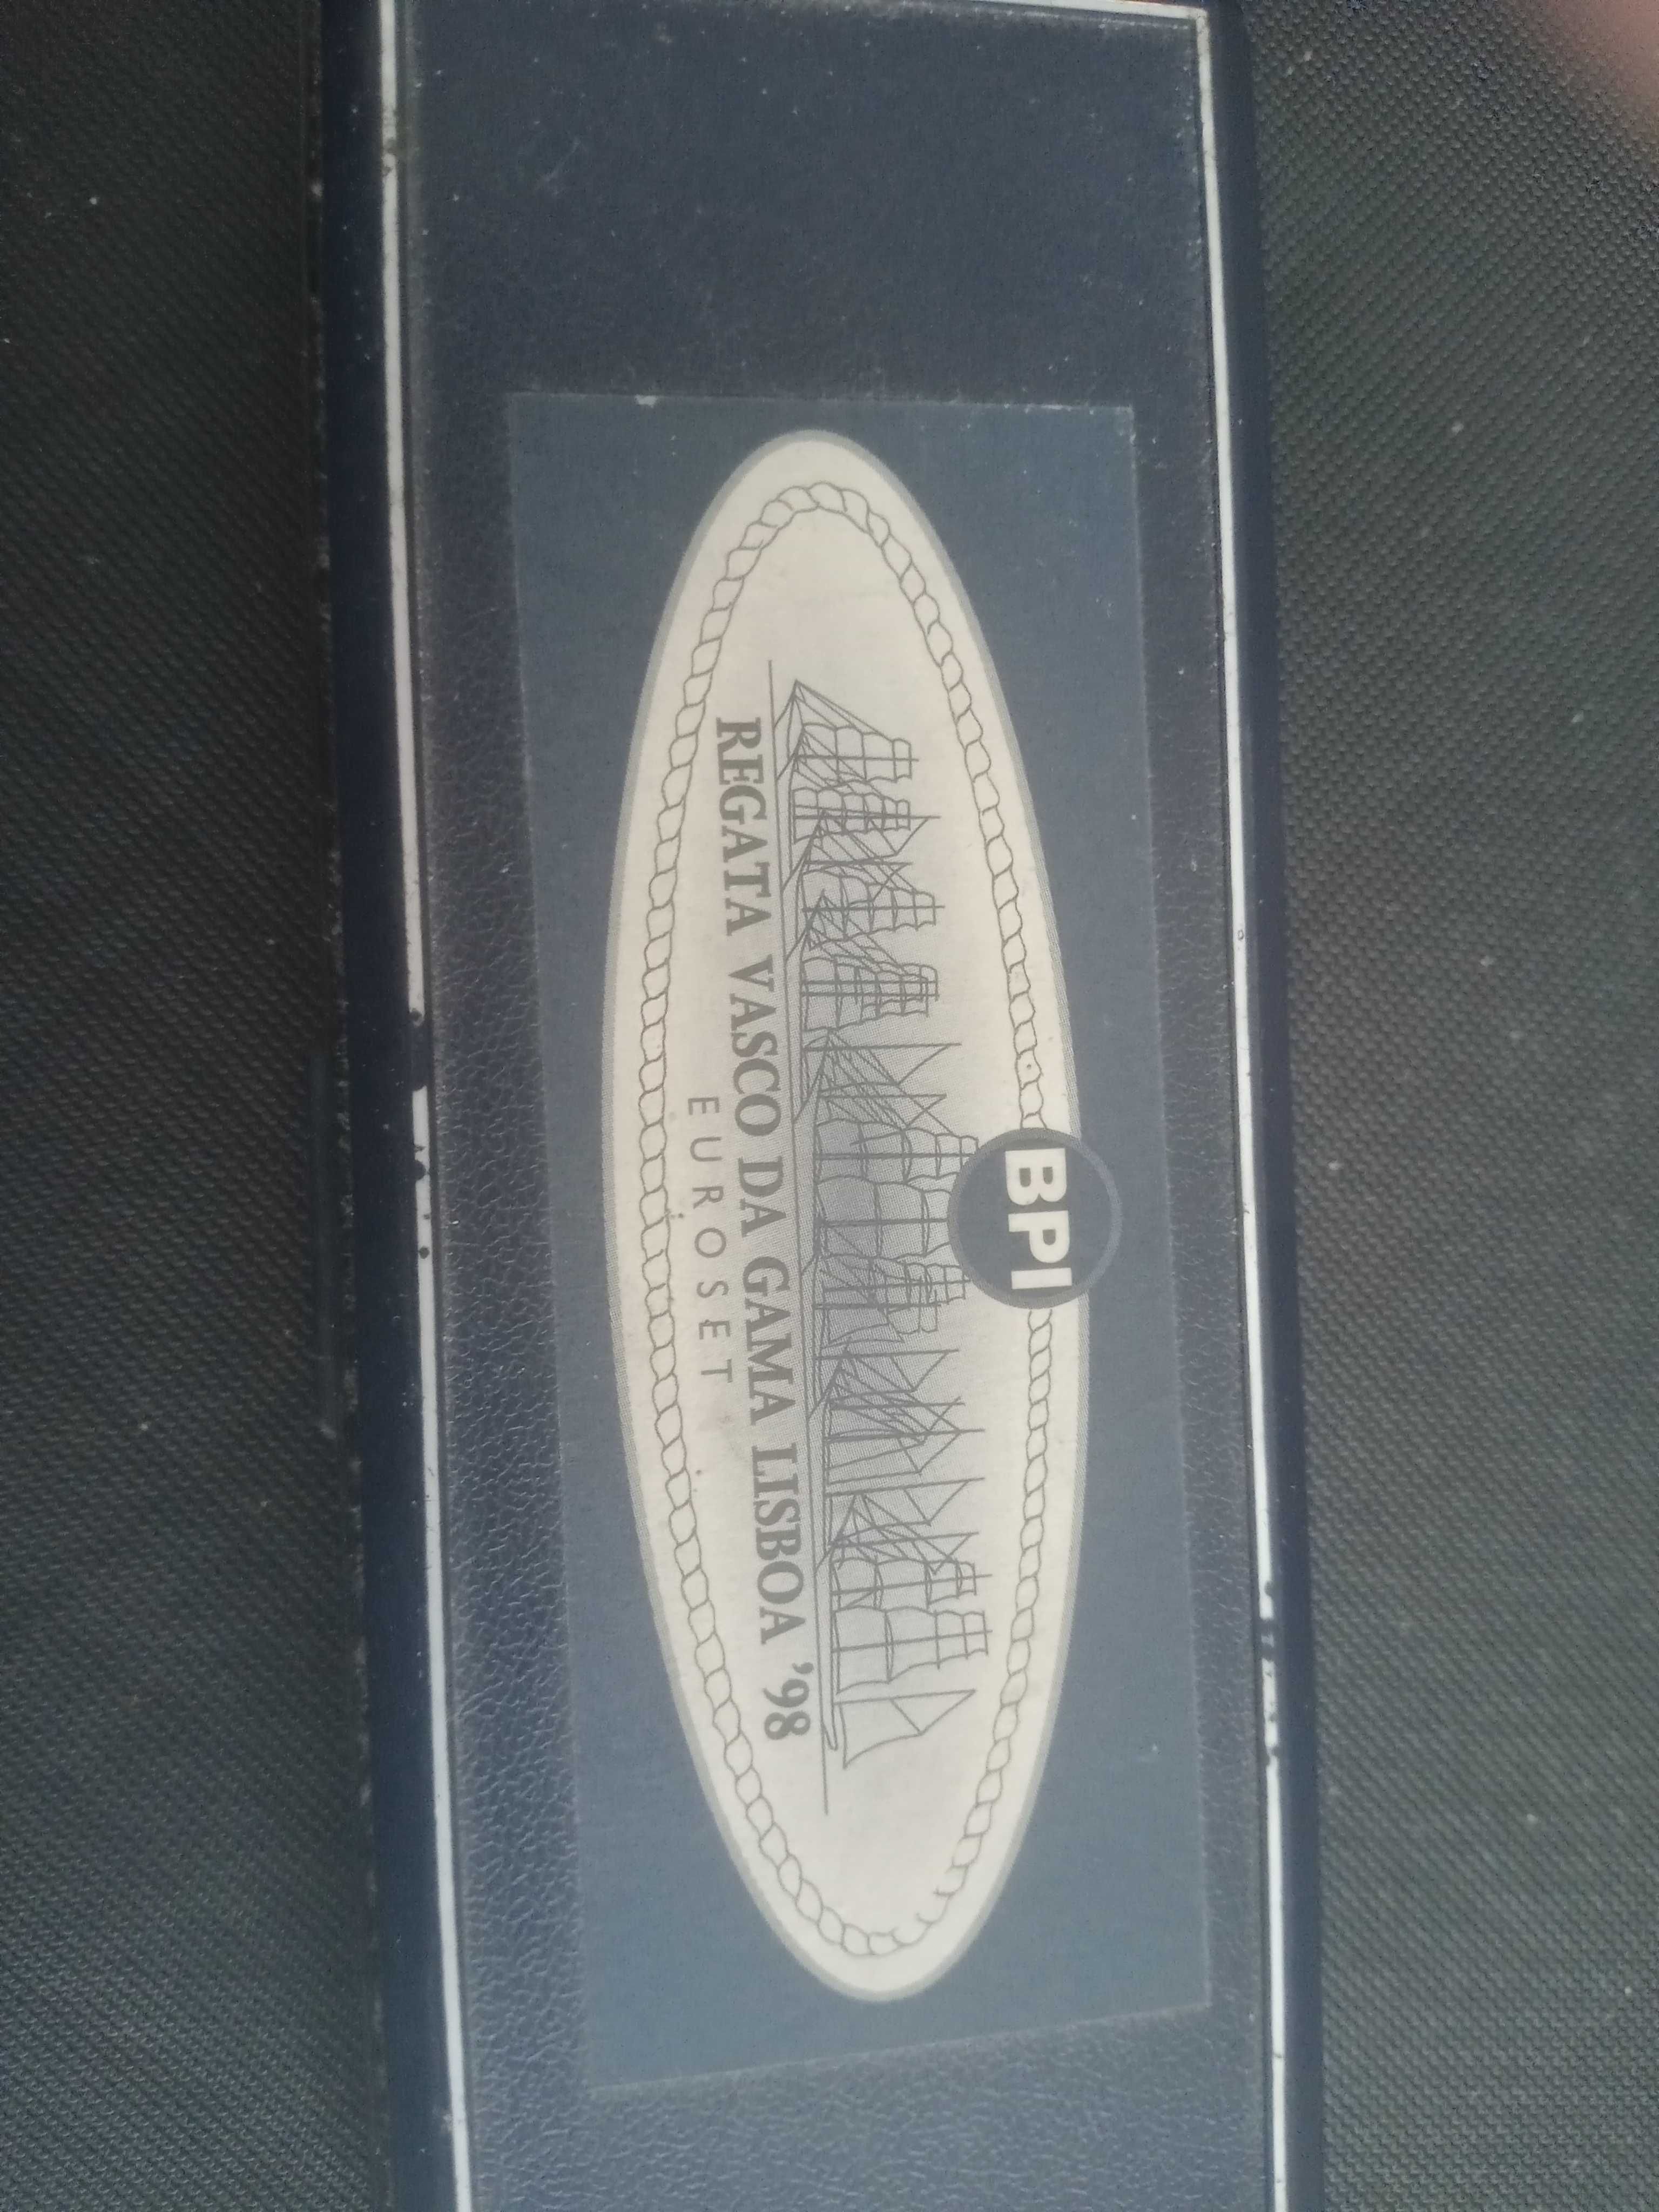 BPI
REGATA VASCO DA GAMA LISBOA '98
EUROSET